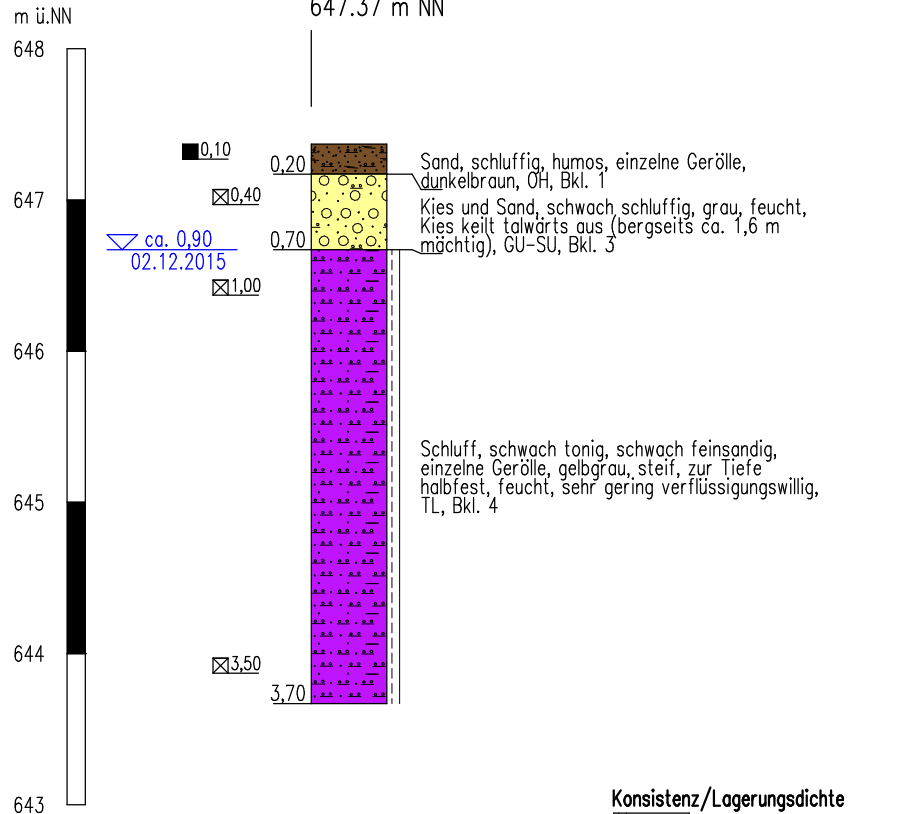 647.37 m NN
m ü.NN
648
0,10
0,20
Sand, schluffig, humos, einzelne Gerölle,
dunkelbraun, OH, Bkl. 1
647
0,40
Kies und Sand, schwach schluffig, grau, feucht,
Kies keilt talwärts aus (bergseits ca. 1,6 m
mächtig), GU-SU, Bkl. 3
ca. 0,90
0,70
02.12.2015
1,00
646
Schluff, schwach tonig, schwach feinsandig,
einzelne Gerölle, gelbgrau, steif, zur Tiefe
halbfest, feucht, sehr gering verflüssigungswillig,
TL, Bkl. 4
645
644
3,50
3,70
643
Konsistenz/Lagerungsdichte